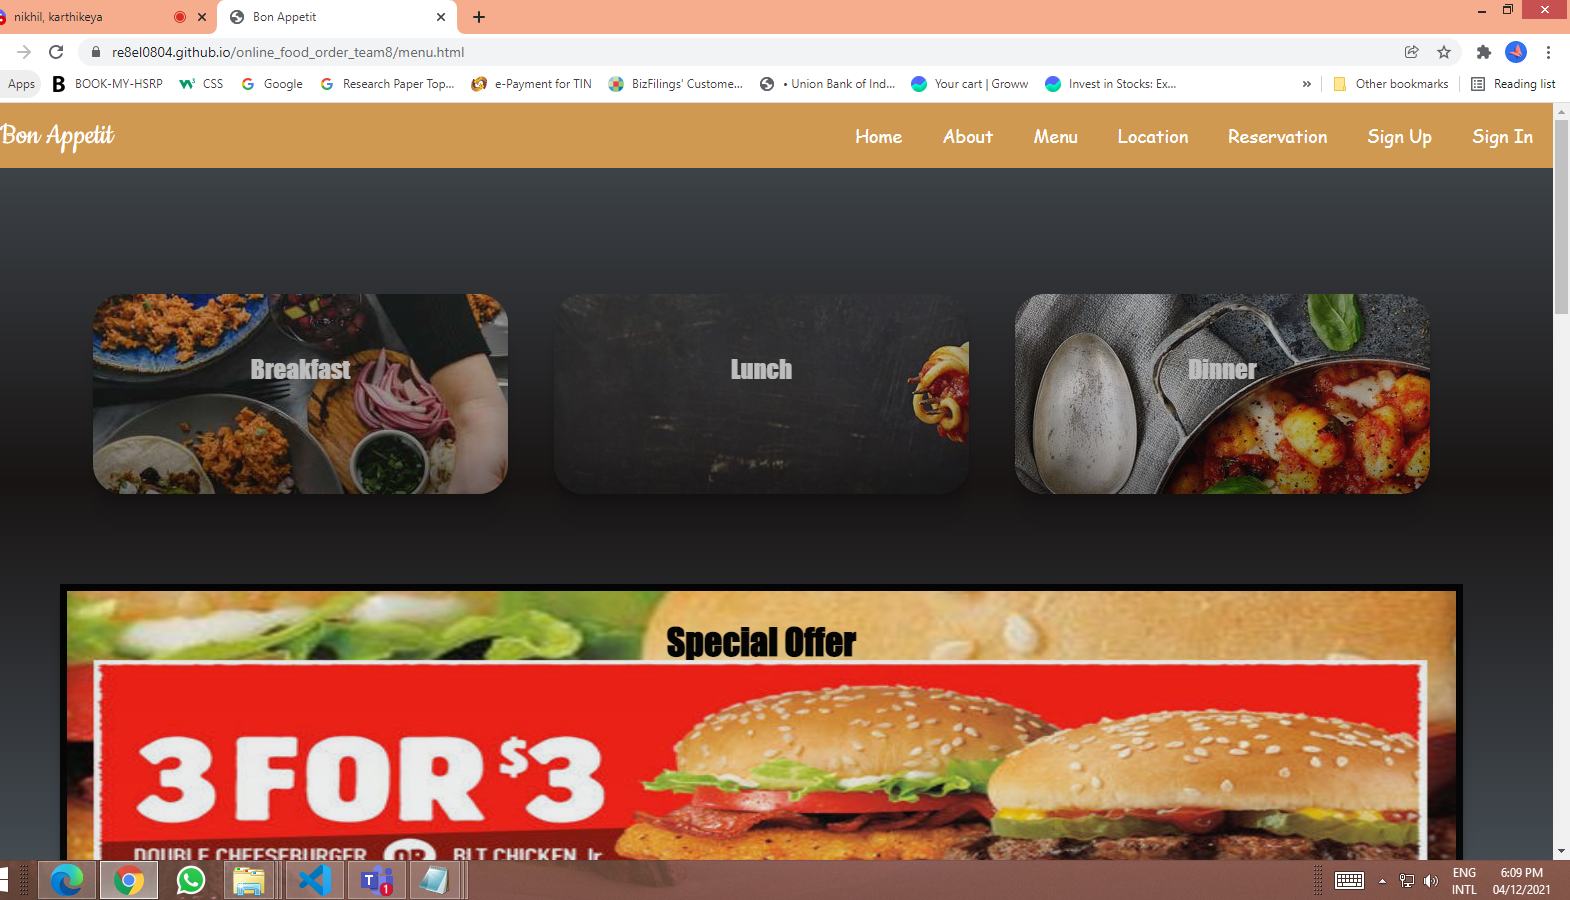 nikhil, karthikeya
Bon Appetit
re8el0804.github.io/online_food_order_team8/menu.html
Apps
BOOK-MY-HSRP
CSS
Google
Research Paper Top...
e-Payment for TIN
BizFilings' Custome...
• Union Bank of Ind...
Your cart | Groww
Invest in Stocks: Ex...
»
Other bookmarks
Reading list
Bon Appetit
Home
About
Menu
Location
Reservation
Sign Up
Sign In
Breakfast
Lunch
Dinner
Special Offer
3 FOR $3
DOUBLE CHEESEBURGER OR BLT CHICKEN Jr
1
ENG
INTL
6:09 PM
04/12/2021